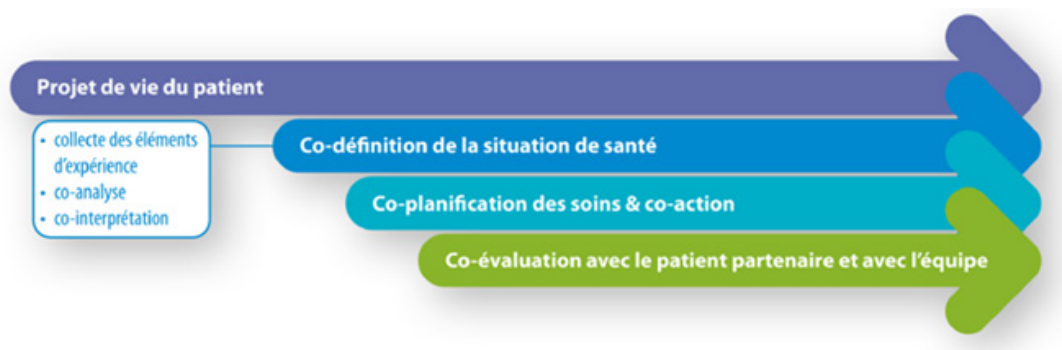 Projet de vie du patient
• collecte des éléments
d'expérience
• co-analyse
• co-interprétation
Co-définition de la situation de santé
Co-planification des soins & co-action
Co-évaluation avec le patient partenaire et avec l'équipe